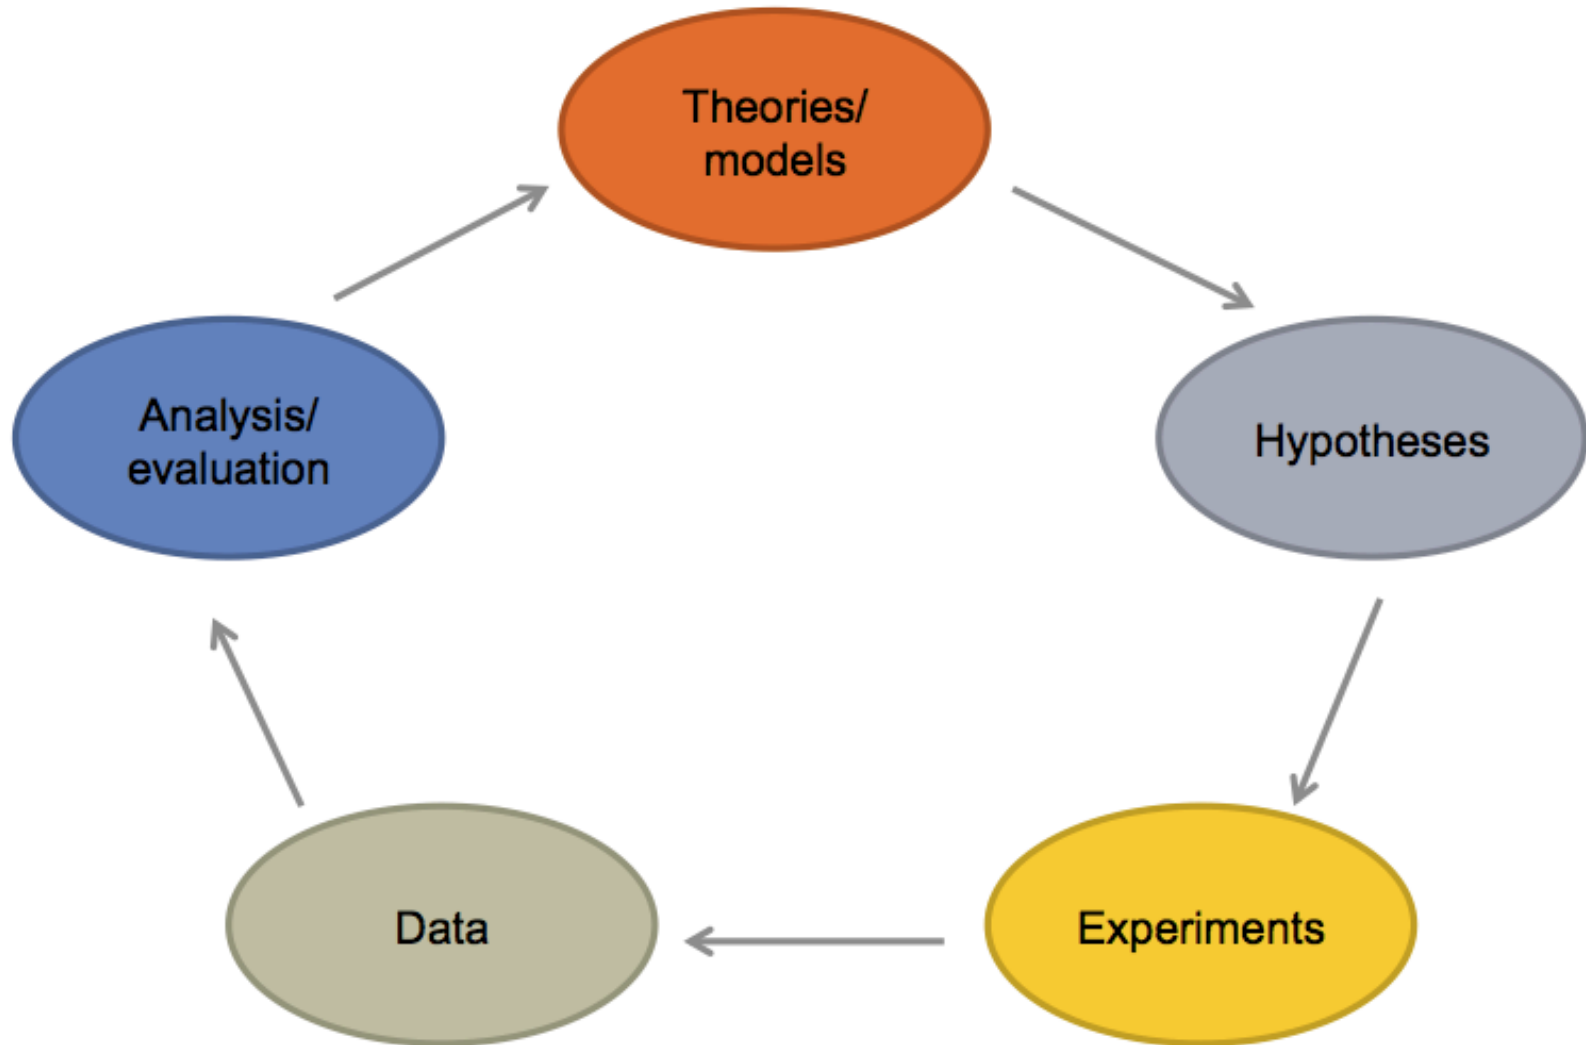 Theories/
models
Hypotheses
Experiments
Data
Analysis/
evaluation